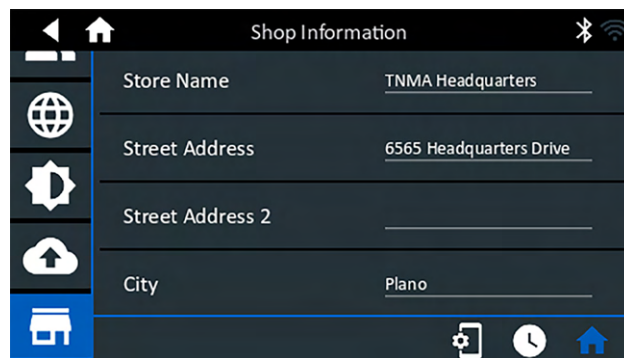 Shop Information
Store Name TNMA Headquarters
Street Address 6565 Headquarters Drive
Street Address 2
City Plano